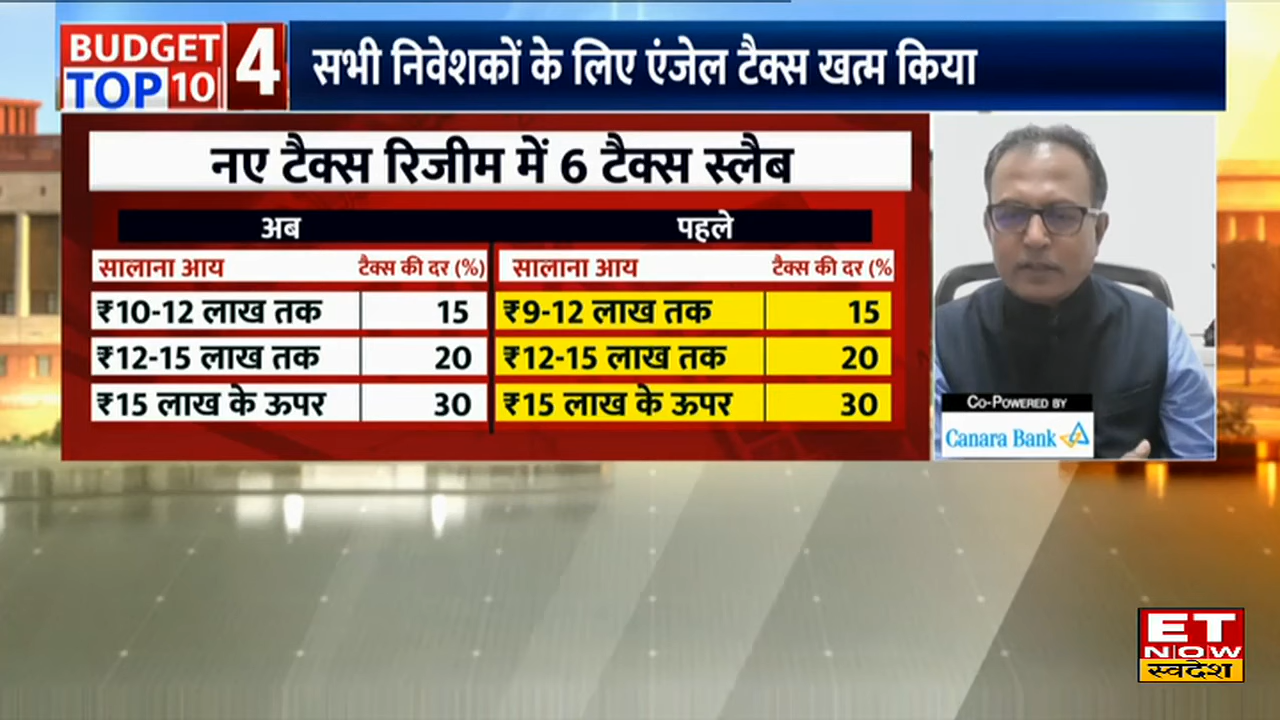 BUDGET
TOP 10
4
सभी निवेशकों के लिए एंजेल टैक्स खत्म किया
नए टैक्स रिजीम में 6 टैक्स स्लैब
अब पहले
सालाना आय टैक्स की दर (%) सालाना आय टैक्स की दर (%
₹10-12 लाख तक 15 ₹9-12 लाख तक 15
₹12-15 लाख तक 20 ₹12-15 लाख तक 20
₹15 लाख के ऊपर 30 ₹15 लाख के ऊपर 30
CO-POWERED BY
Canara Bank
ET
NOW
स्वदेश